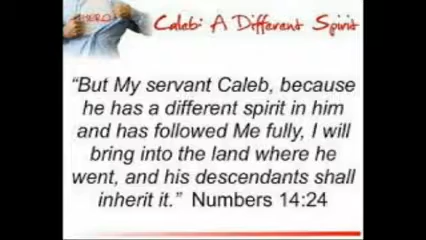 HERO
Caleb: A Different Spirit
“But My servant Caleb, because
he has a different spirit in him
and has followed Me fully, I will
bring into the land where he
went, and his descendants shall
inherit it.” Numbers 14:24